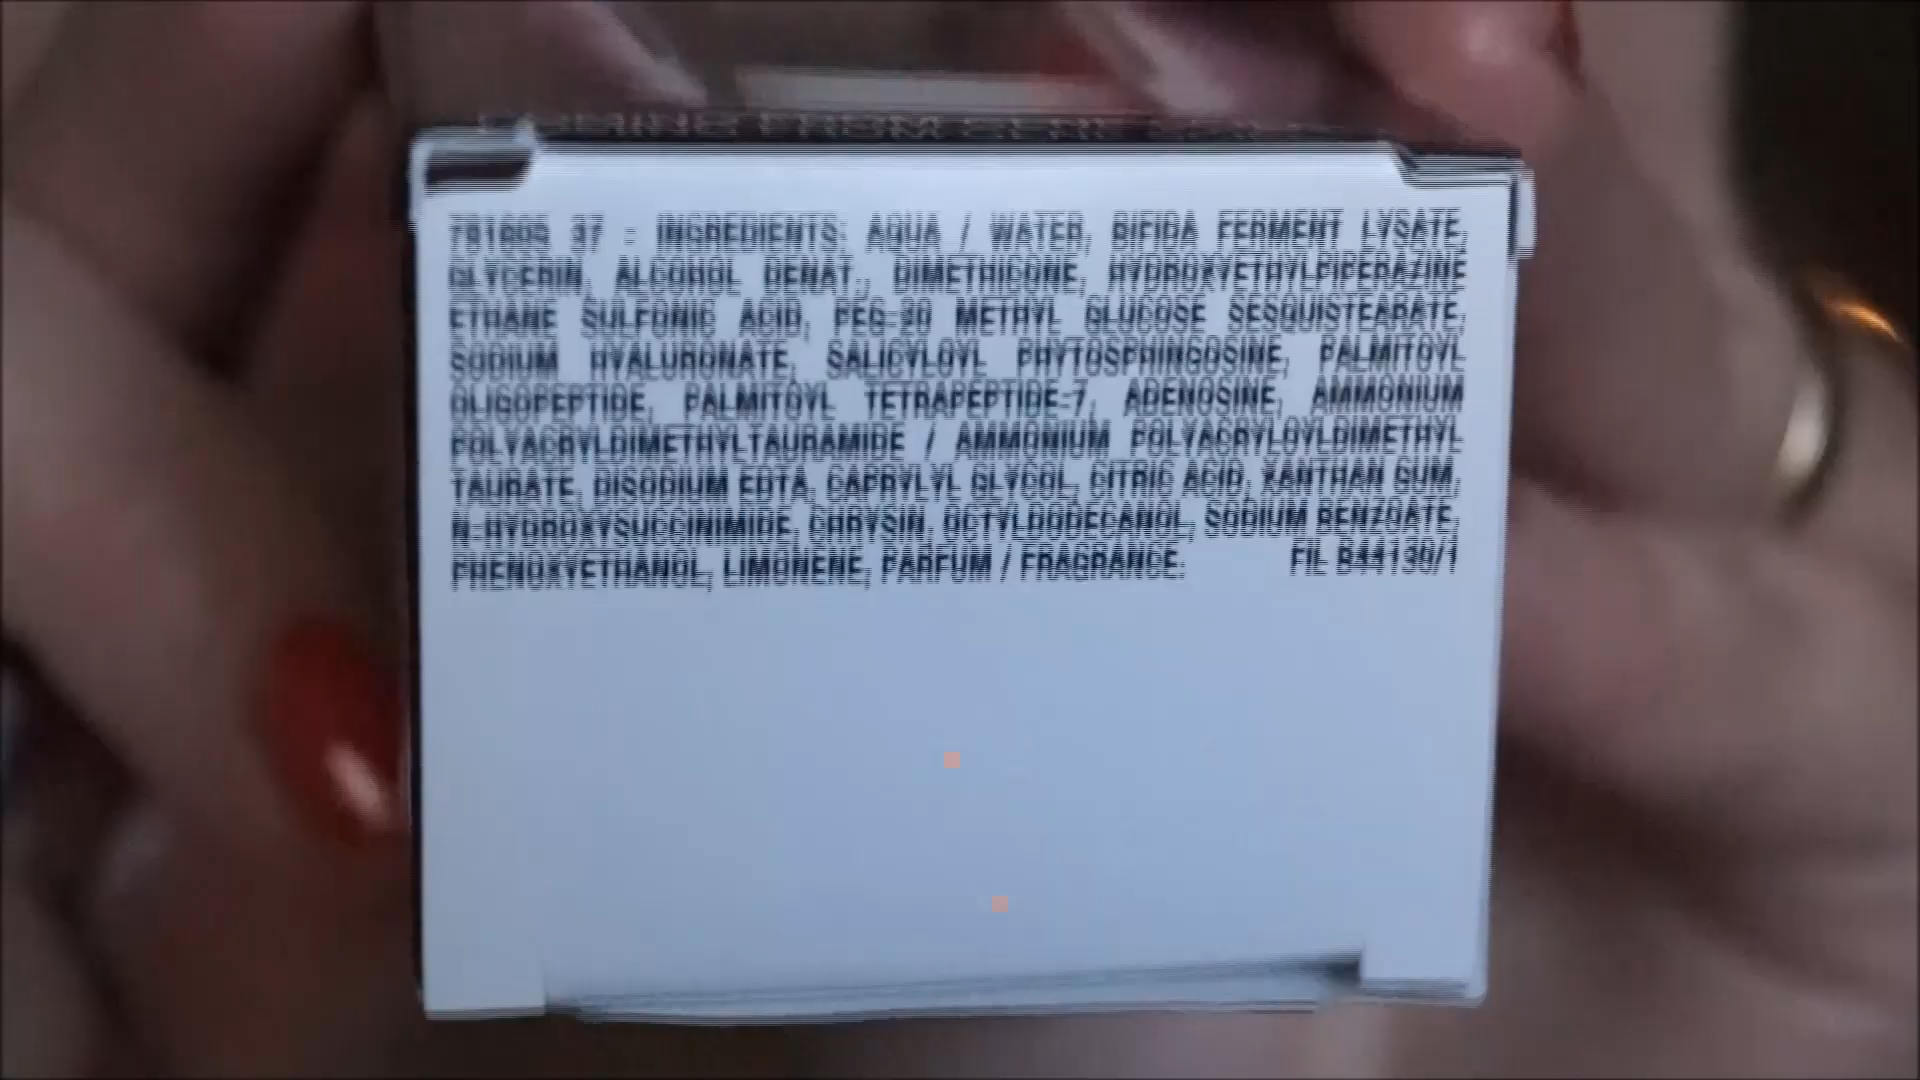 INGREDIENTS: AQUA / WATER, BIFIDA FERMENT LYSATE,
GLYCERIN, ALCOHOL DENAT., DIMETHICONE, HYDROXYETHYLPIPERAZINE
ETHANE SULFONIC ACID, PEG-20 METHYL GLUCOSE SESQUISTEARATE,
SODIUM HYALURONATE, SALICYLOYL PHYTOSPHINGOSINE, PALMITOYL
OLIGOPEPTIDE, PALMITOYL TETRAPEPTIDE-7, ADENOSINE, AMMONIUM
POLYACRYLDIMETHYLTAURAMIDE / AMMONIUM POLYACRYLOYLDIMETHYL
TAURATE, DISODIUM EDTA, CAPRYLYL GLYCOL, CITRIC ACID, XANTHAN GUM,
N-HYDROXYSUCCINIMIDE, CHRYSIN, OCTYLDODECANOL, SODIUM BENZOATE,
PHENOXYETHANOL, LIMONENE, PARFUM / FRAGRANCE. FIL B44130/1